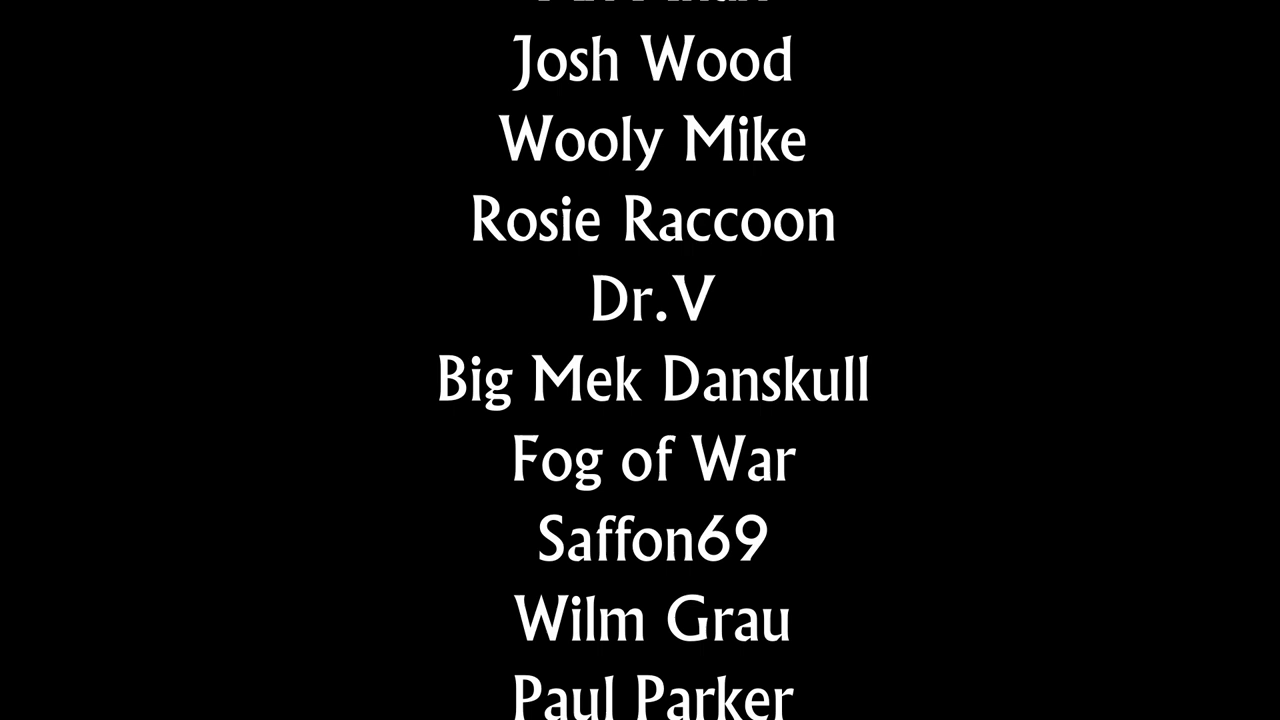 Josh Wood
Wooly Mike
Rosie Raccoon
Dr.V
Big Mek Danskull
Fog of War
Saffon69
Wilm Grau
Paul Parker